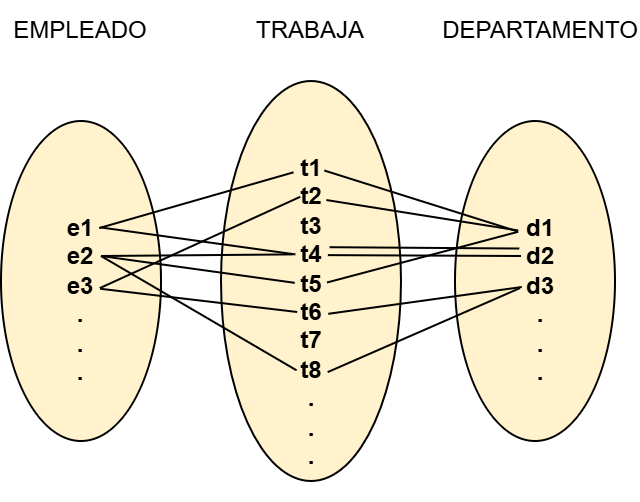 EMPLEADO TRABAJA DEPARTAMENTO
t1
t2
e1 t3 d1
e2 t4 d2
e3 t5 d3
. t6 .
. t7 .
. t8 .
.
.
.